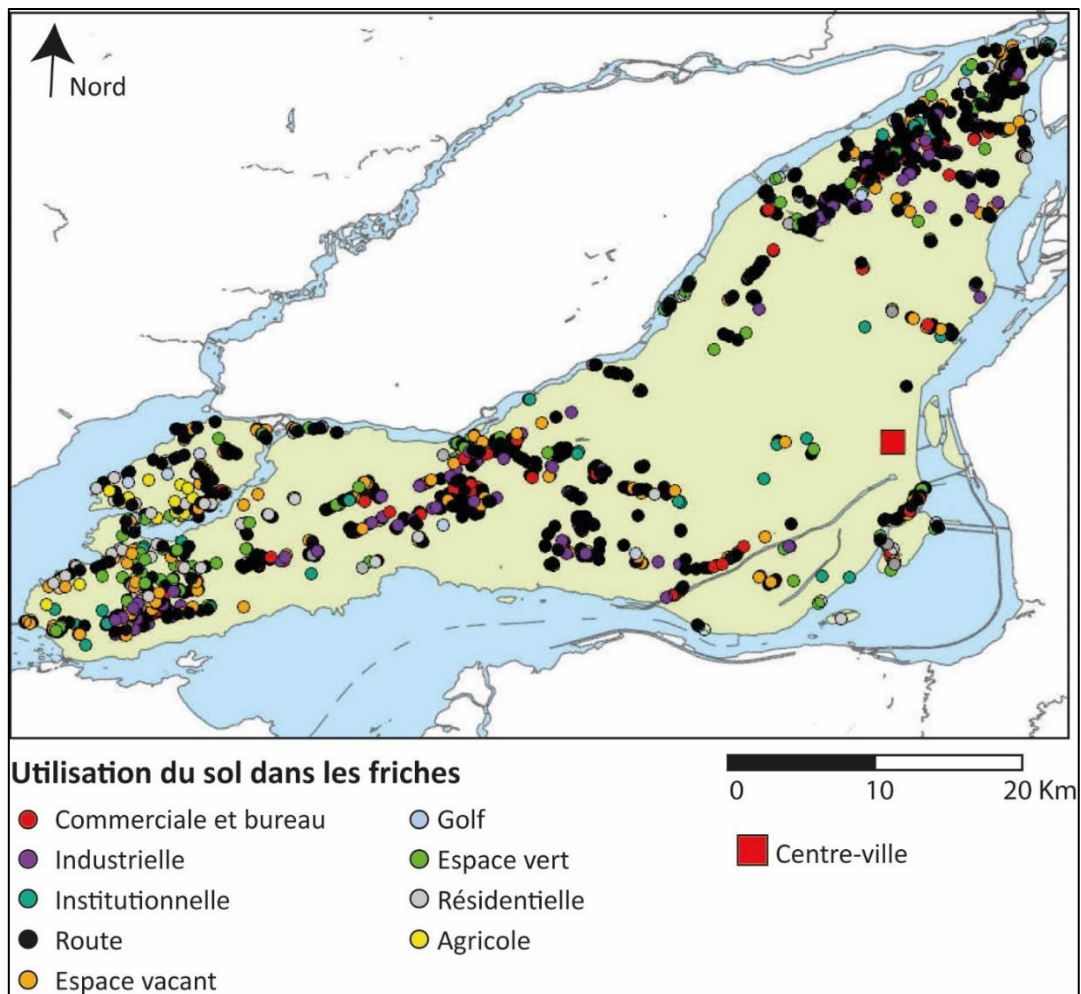 Nord
Utilisation du sol dans les friches
Commerciale et bureau
Industrielle
Institutionnelle
Route
Espace vacant
Golf
Espace vert
Résidentielle
Agricole
0 10 20 Km
Centre-ville